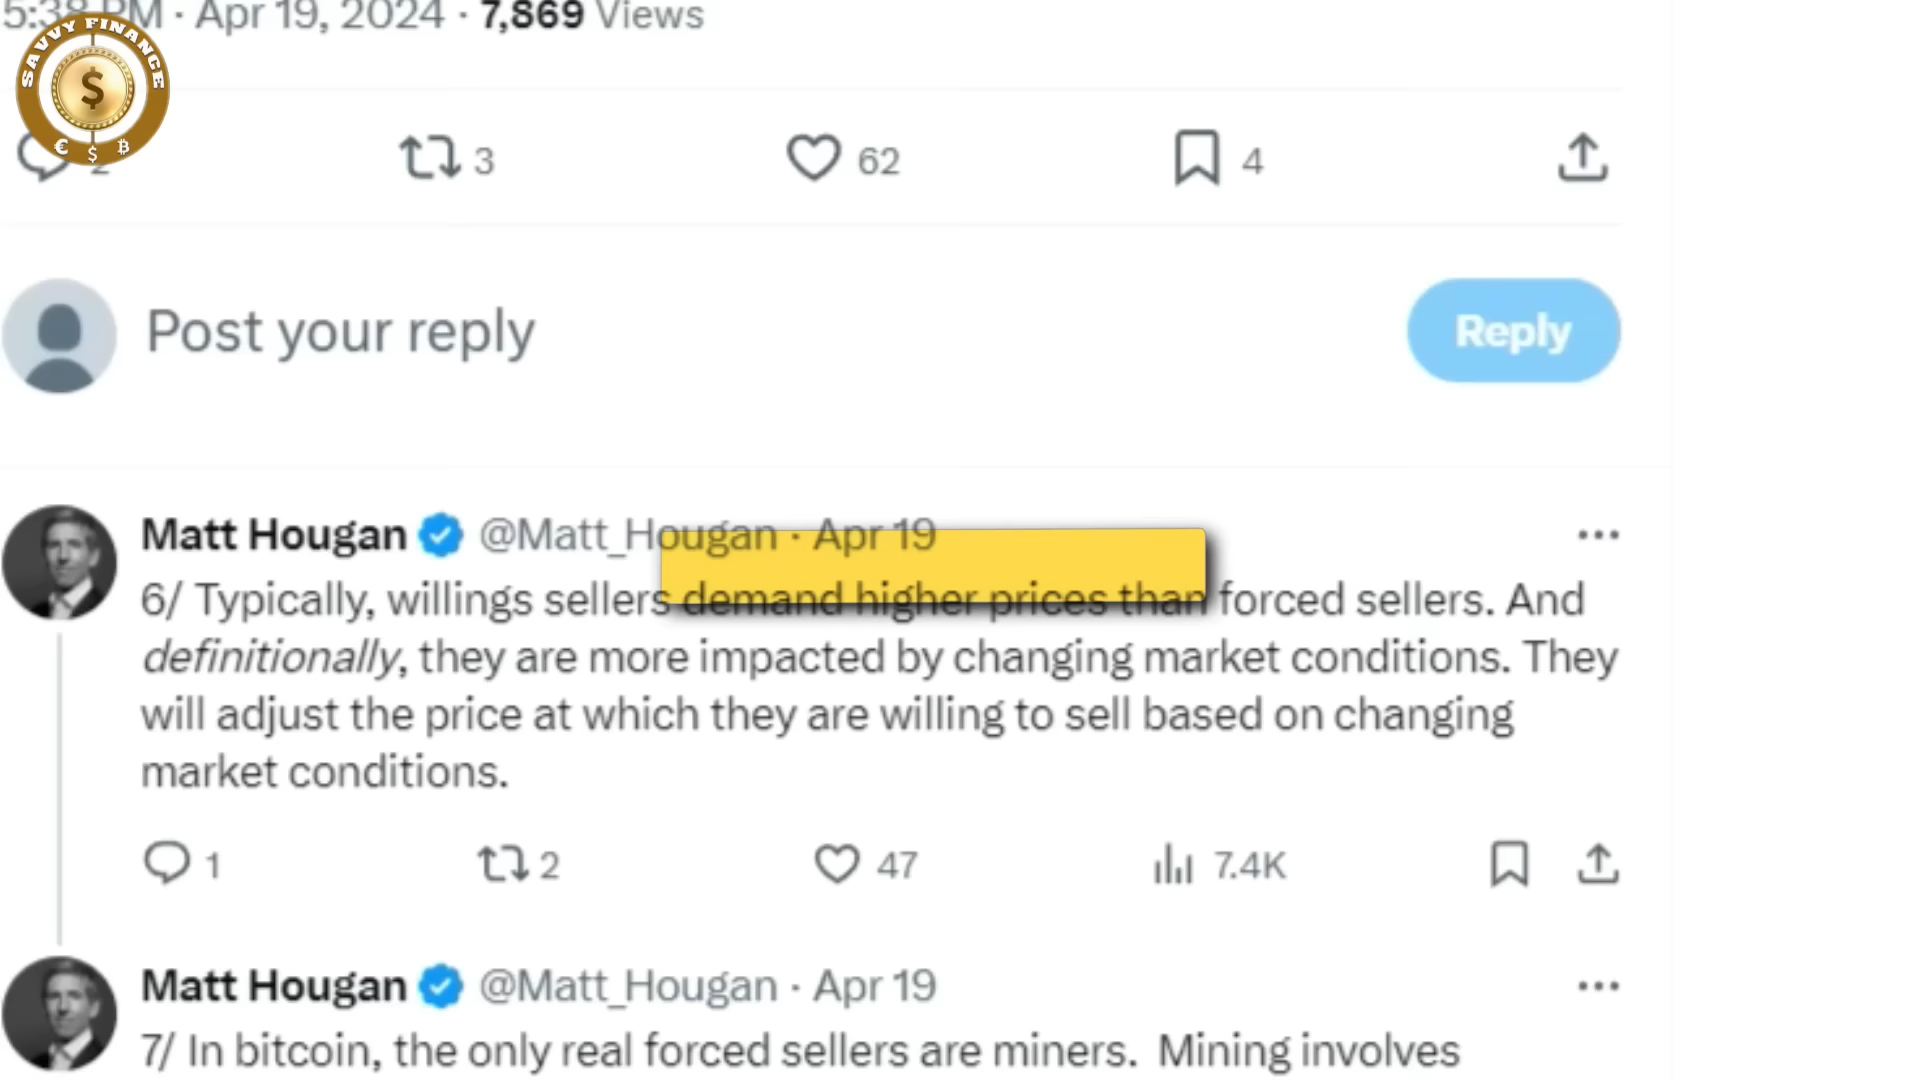 5:38 PM · Apr 19, 2024 · 7,869 Views
SAVVY FINANCE
$
€ $ ₿
2 3 62 4
Post your reply
Reply
Matt Hougan @Matt_Hougan · Apr 19
6/ Typically, willings sellers demand higher prices than forced sellers. And
definitionally, they are more impacted by changing market conditions. They
will adjust the price at which they are willing to sell based on changing
market conditions.
1 2 47 7.4K
Matt Hougan @Matt_Hougan · Apr 19
7/ In bitcoin, the only real forced sellers are miners. Mining involves